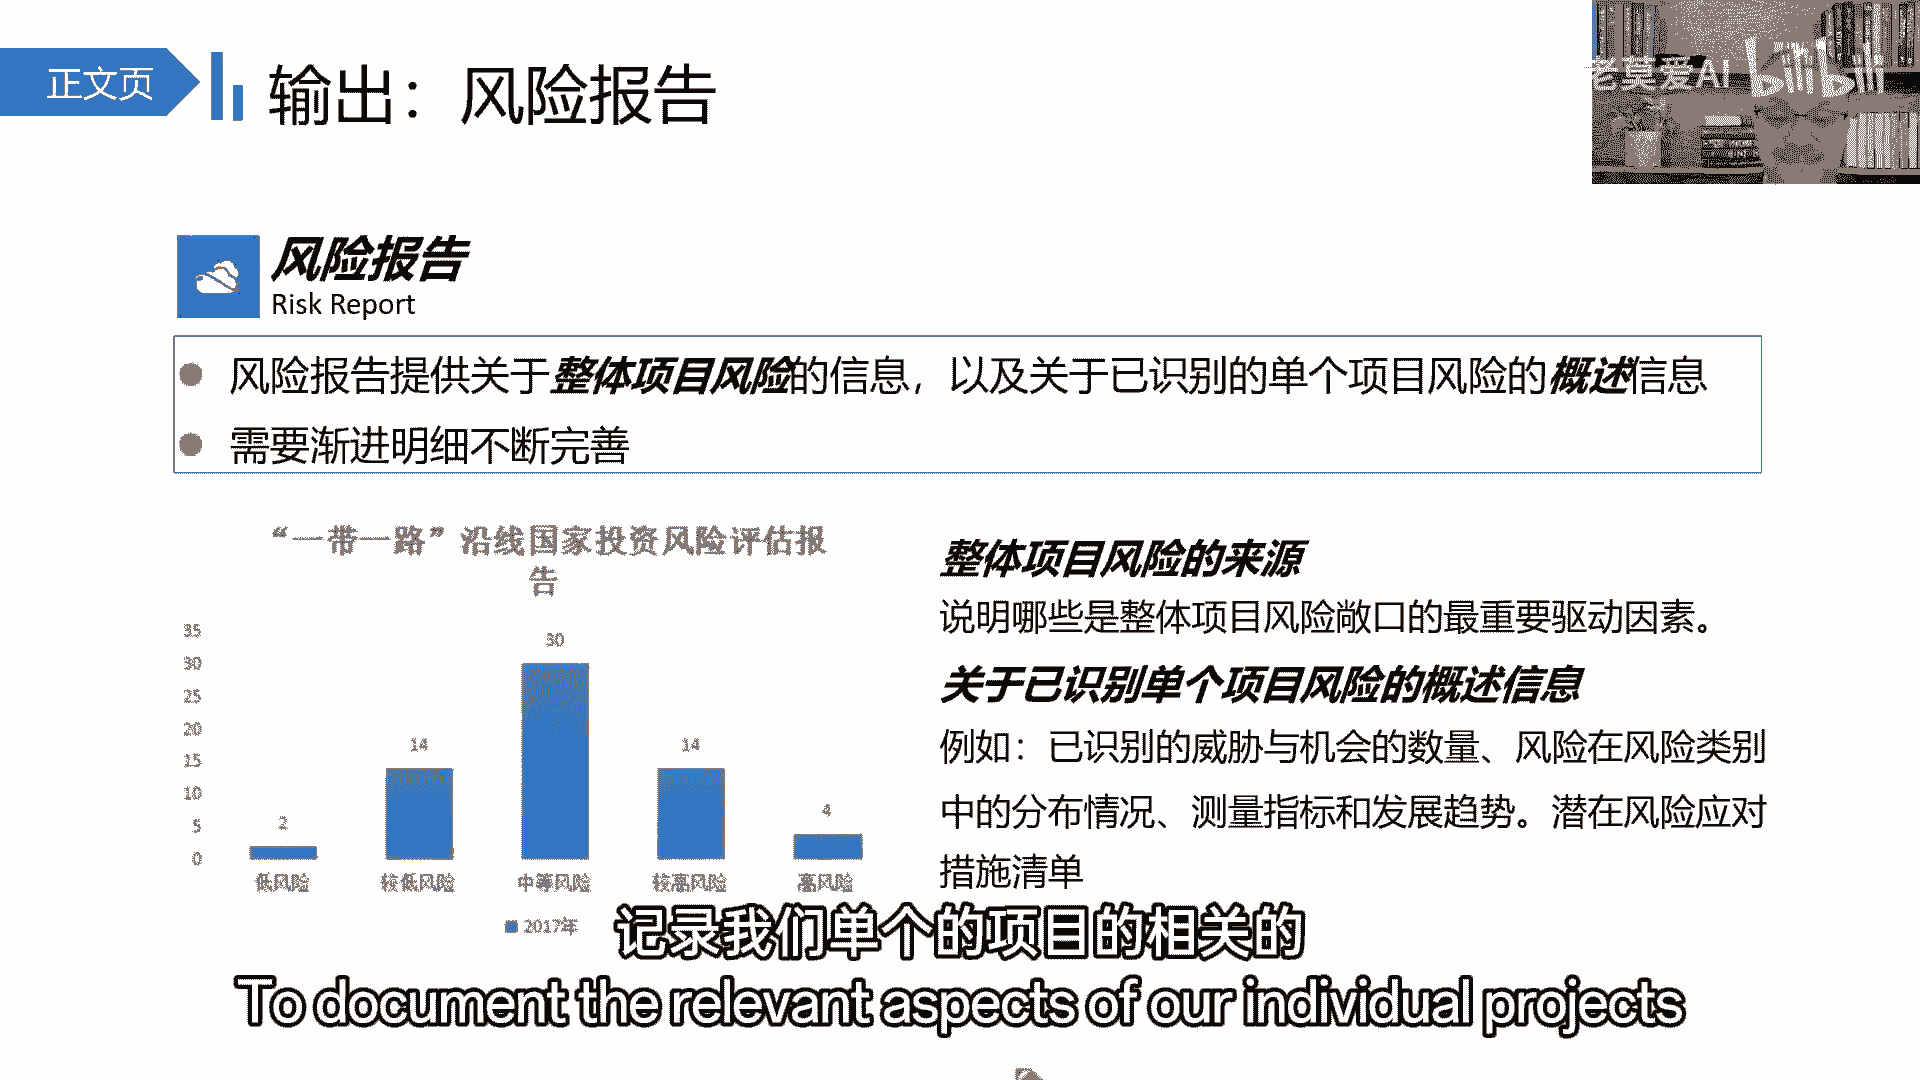 正文页
输出：风险报告
老莫爱AI bilibili
风险报告
Risk Report
风险报告提供关于整体项目风险的信息，以及关于已识别的单个项目风险的概述信息
需要渐进明细不断完善
“一带一路”沿线国家投资风险评估报
告
35
30
25
20
15
10
5
0
2
14
30
14
4
低风险 较低风险 中等风险 较高风险 高风险
2017年
整体项目风险的来源
说明哪些是整体项目风险敞口的最重要驱动因素。
关于已识别单个项目风险的概述信息
例如：已识别的威胁与机会的数量、风险在风险类别
中的分布情况、测量指标和发展趋势。潜在风险应对
措施清单
记录我们单个的项目的相关的
To document the relevant aspects of our individual projects